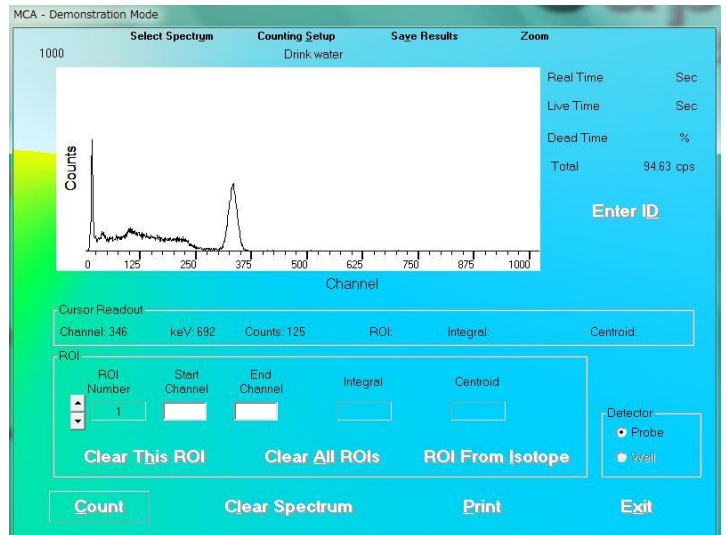 MCA - Demonstration Mode
Select Spectrum Counting Setup Save Results Zoom
1000 Drink water
Real Time Sec
Live Time Sec
Dead Time %
Total 94.63 cps
Enter ID
Counts
0 125 250 375 500 625 750 875 1000
Channel
Cursor Readout
Channel: 346 keV: 692 Counts: 125 ROI: Integral: Centroid:
ROI
ROI Number Start Channel End Channel Integral Centroid
1
Clear This ROI Clear All ROIs ROI From Isotope
Detector
Probe
Well
Count Clear Spectrum Print Exit